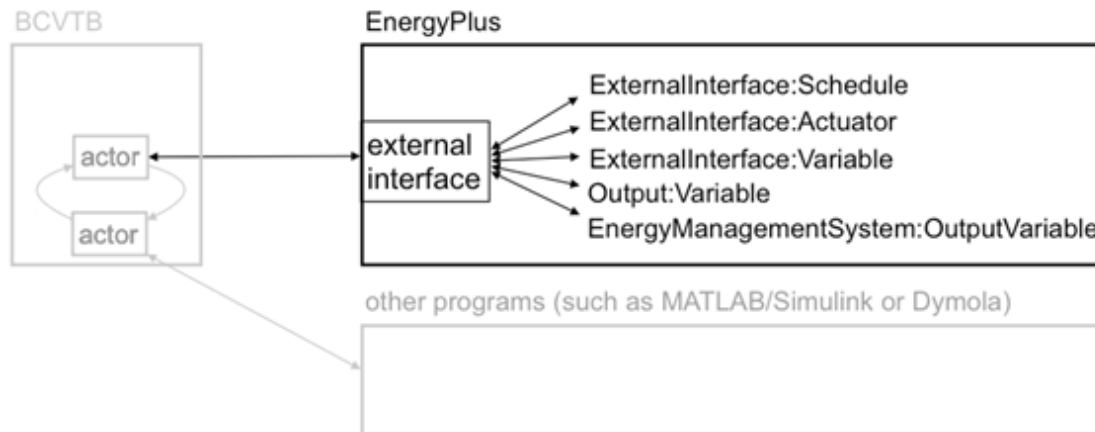 BCVTB
EnergyPlus
actor
actor
external
interface
ExternalInterface:Schedule
ExternalInterface:Actuator
ExternalInterface:Variable
Output:Variable
EnergyManagementSystem:OutputVariable
other programs (such as MATLAB/Simulink or Dymola)